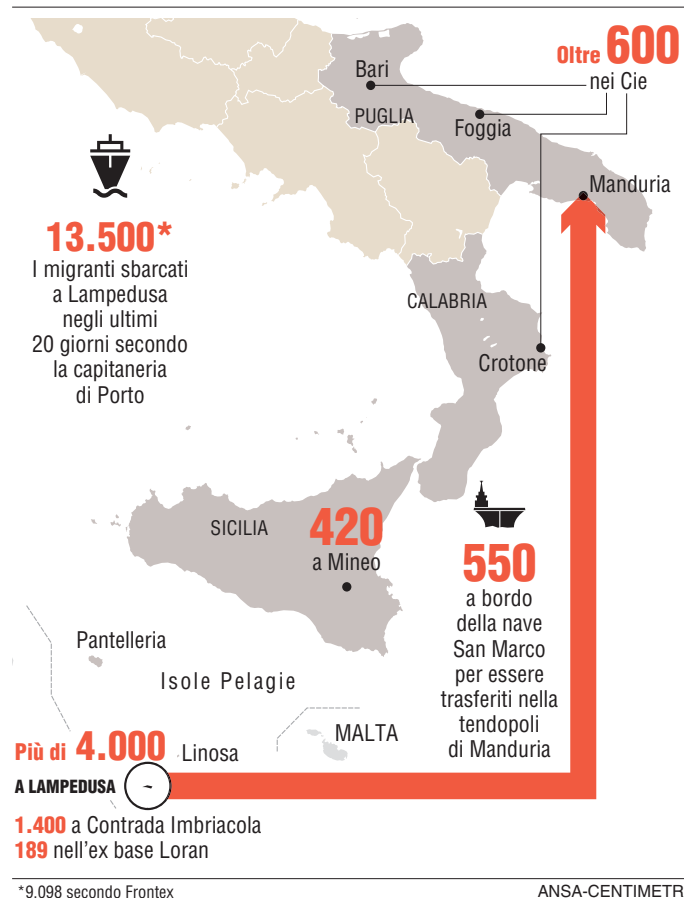 Oltre 600
nei Cie
Bari
PUGLIA
Foggia
Manduria
13.500*
I migranti sbarcati
a Lampedusa
negli ultimi
20 giorni secondo
la capitaneria
di Porto
CALABRIA
Crotone
SICILIA
420
a Mineo
550
a bordo
della nave
San Marco
per essere
trasferiti nella
tendopoli
di Manduria
Pantelleria
Isole Pelagie
MALTA
Più di 4.000
Linosa
A LAMPEDUSA
1.400 a Contrada Imbriacola
189 nell'ex base Loran
*9.098 secondo Frontex
ANSA-CENTIMETR